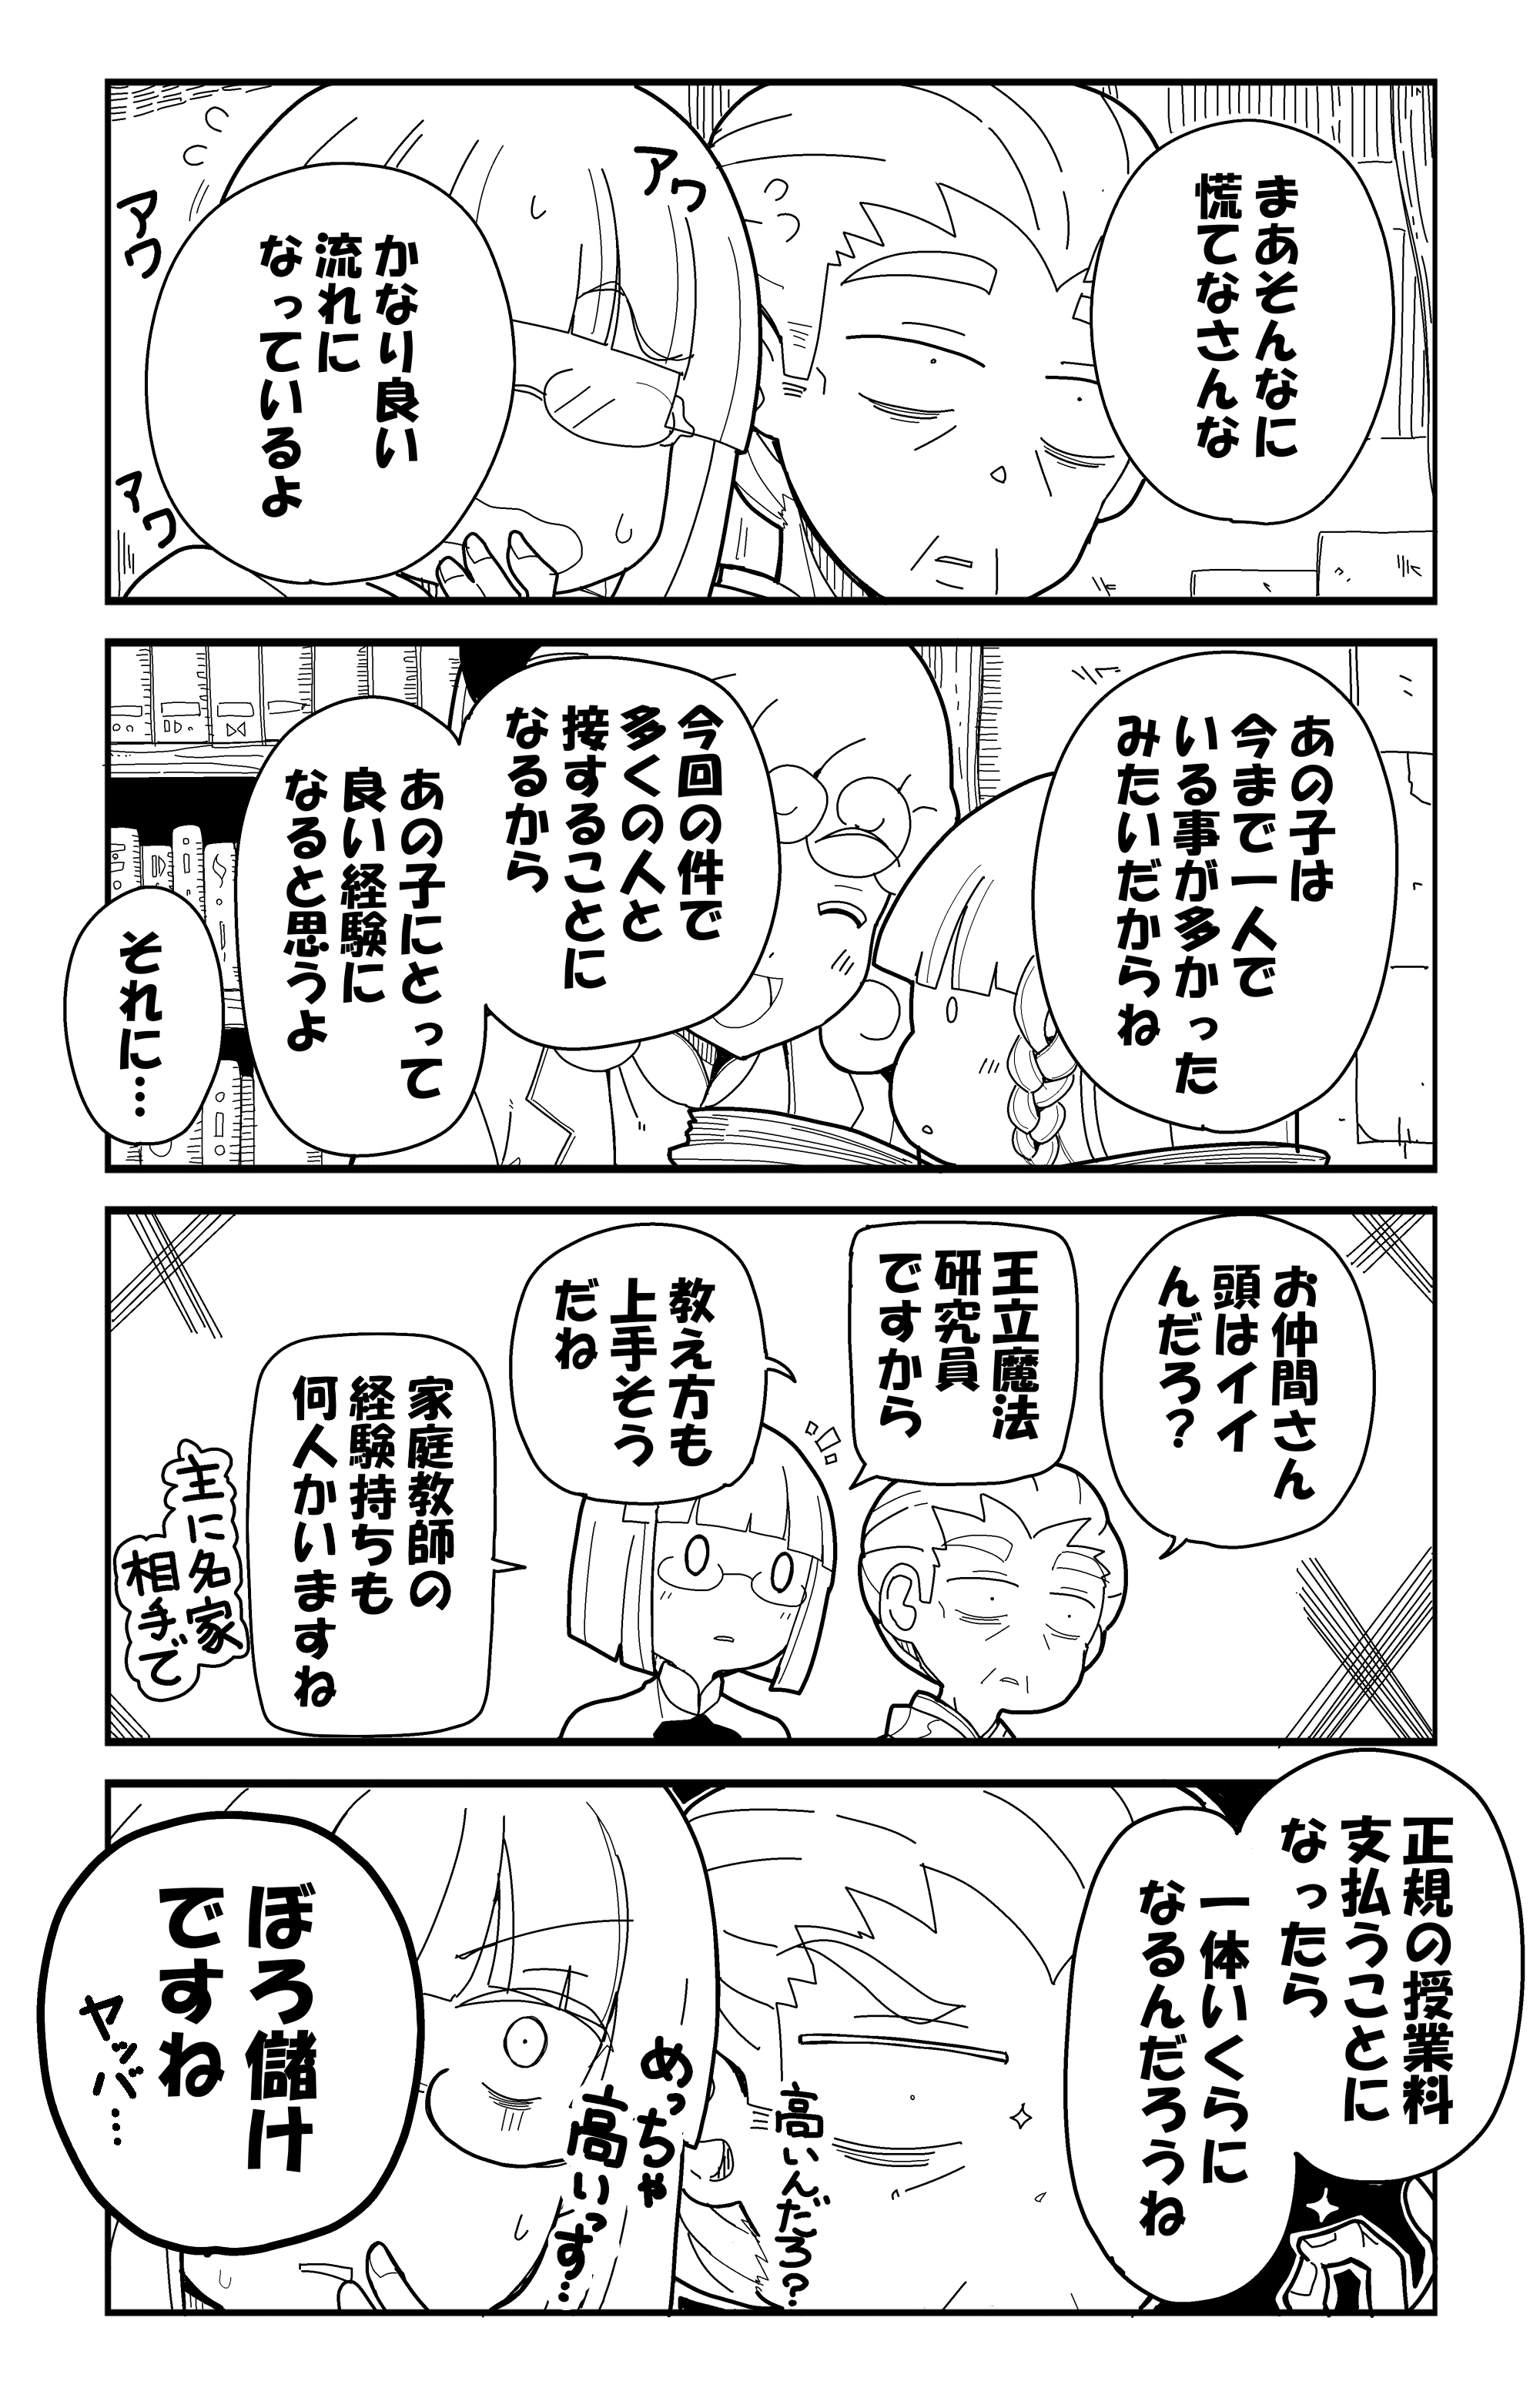 まあそんなに
慌てなさんな
アワ
かなり良い
流れに
なっているよ
アワ
アワ
あの子は
今まで一人で
いる事が多かった
みたいだからね
今回の件で
多くの人と
接することに
なるから
あの子にとって
良い経験に
なると思うよ
それに…
お仲間さん
頭はイイ
んだろ？
王立魔法
研究員
ですから
教え方も
上手そう
だね
家庭教師の
経験持ちも
何人かいますね
主に名家
相手で
正規の授業料
支払うことに
なったら
一体いくらに
なるんだろうね
高いんだろ？
めっちゃ
高いっす…
ぼろ儲け
ですね
ヤッバ…